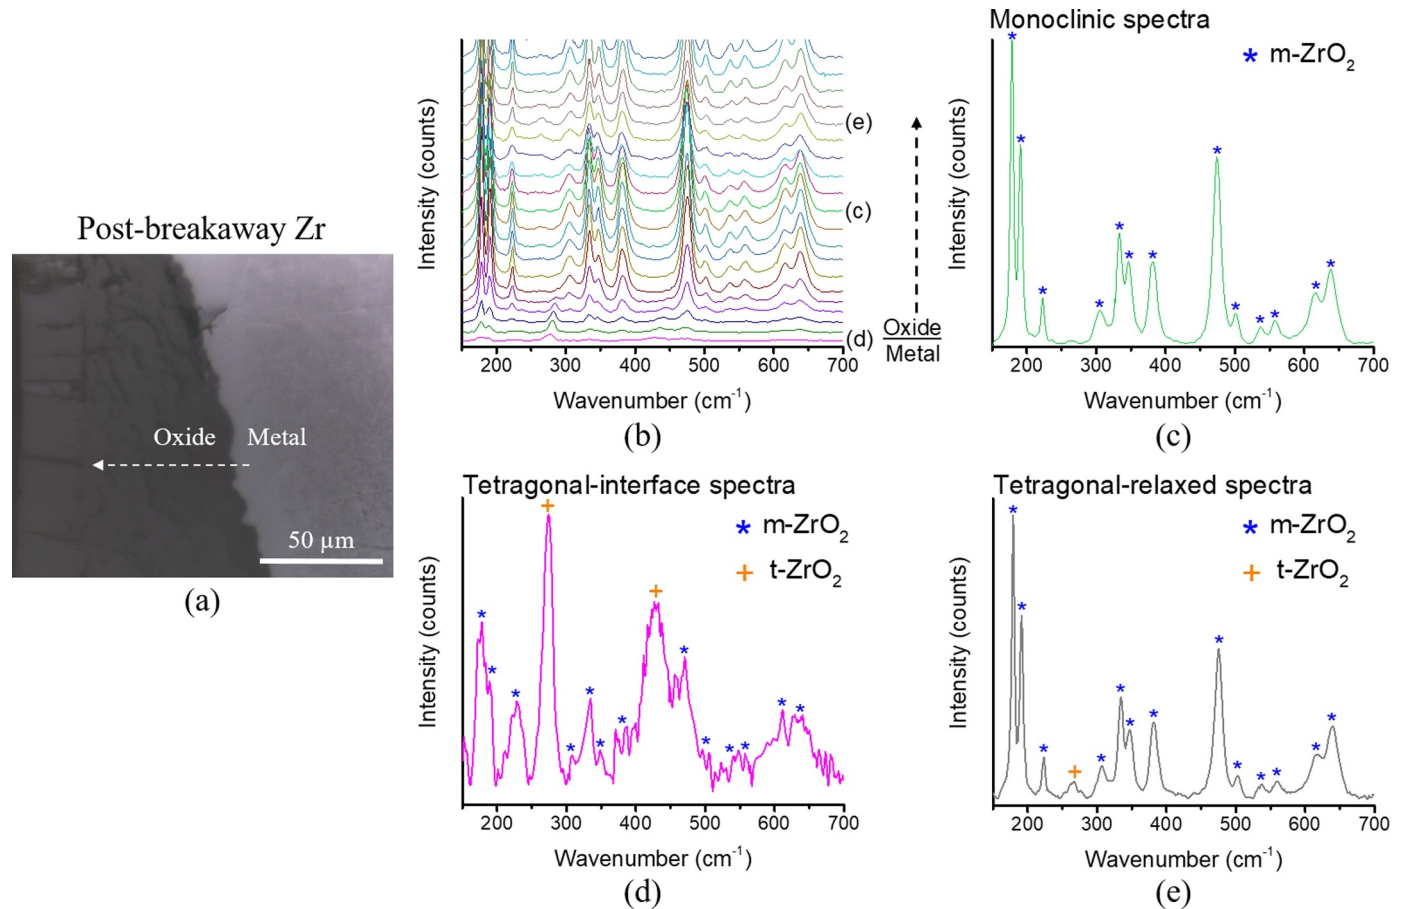 Post-breakaway Zr
Oxide Metal
50 µm
(a)
Intensity (counts)
(e)
(c)
(d)
Oxide
Metal
200 300 400 500 600 700
Wavenumber (cm-1)
(b)
Monoclinic spectra
* m-ZrO2
Intensity (counts)
200 300 400 500 600 700
Wavenumber (cm-1)
(c)
Tetragonal-interface spectra
* m-ZrO2
+ t-ZrO2
Intensity (counts)
200 300 400 500 600 700
Wavenumber (cm-1)
(d)
Tetragonal-relaxed spectra
* m-ZrO2
+ t-ZrO2
Intensity (counts)
200 300 400 500 600 700
Wavenumber (cm-1)
(e)